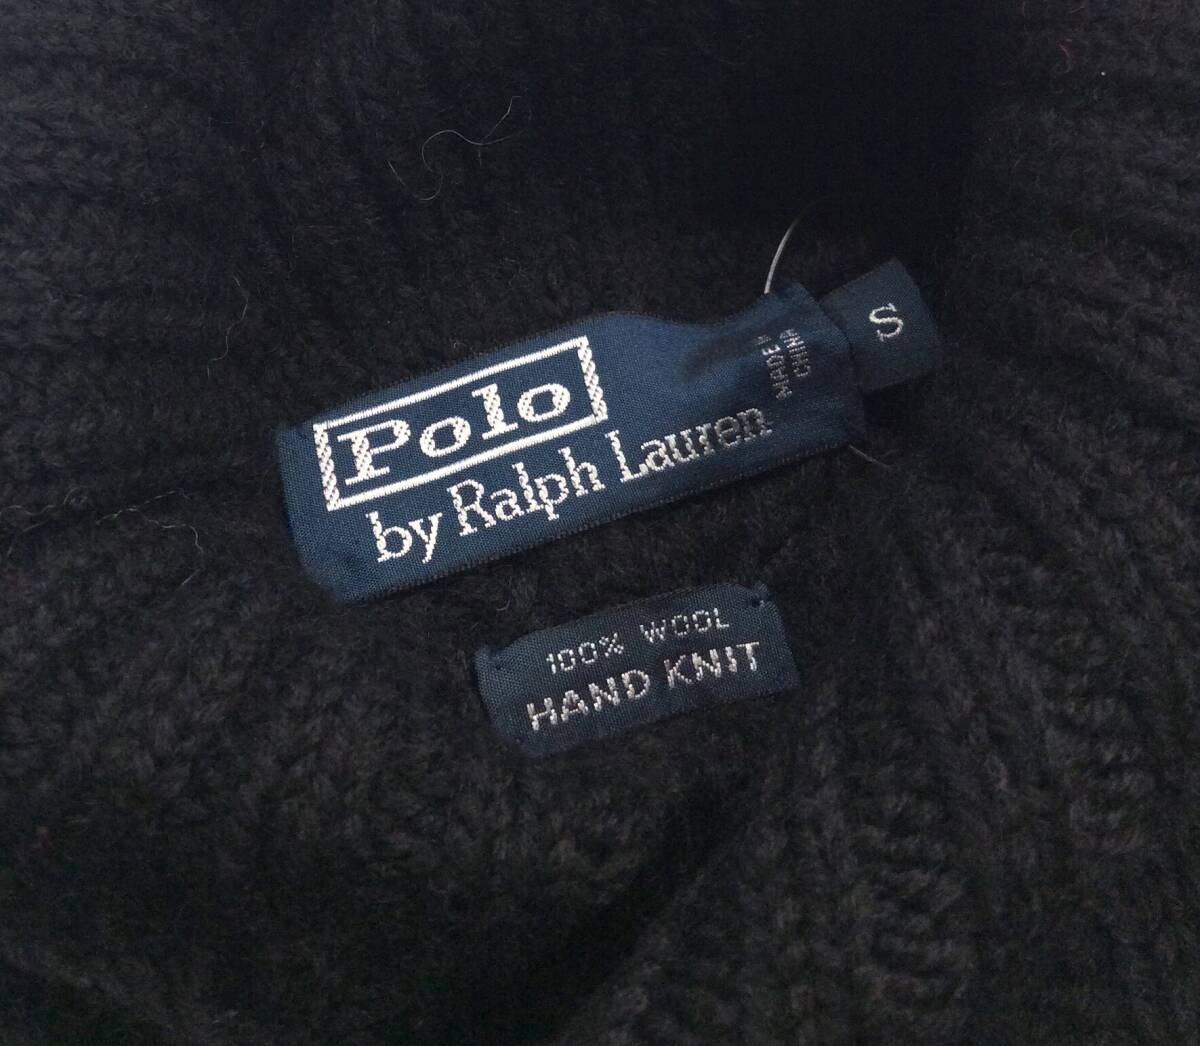 Polo
by Ralph Lauren
MADE IN
CHINA
S
100% WOOL
HAND KNIT